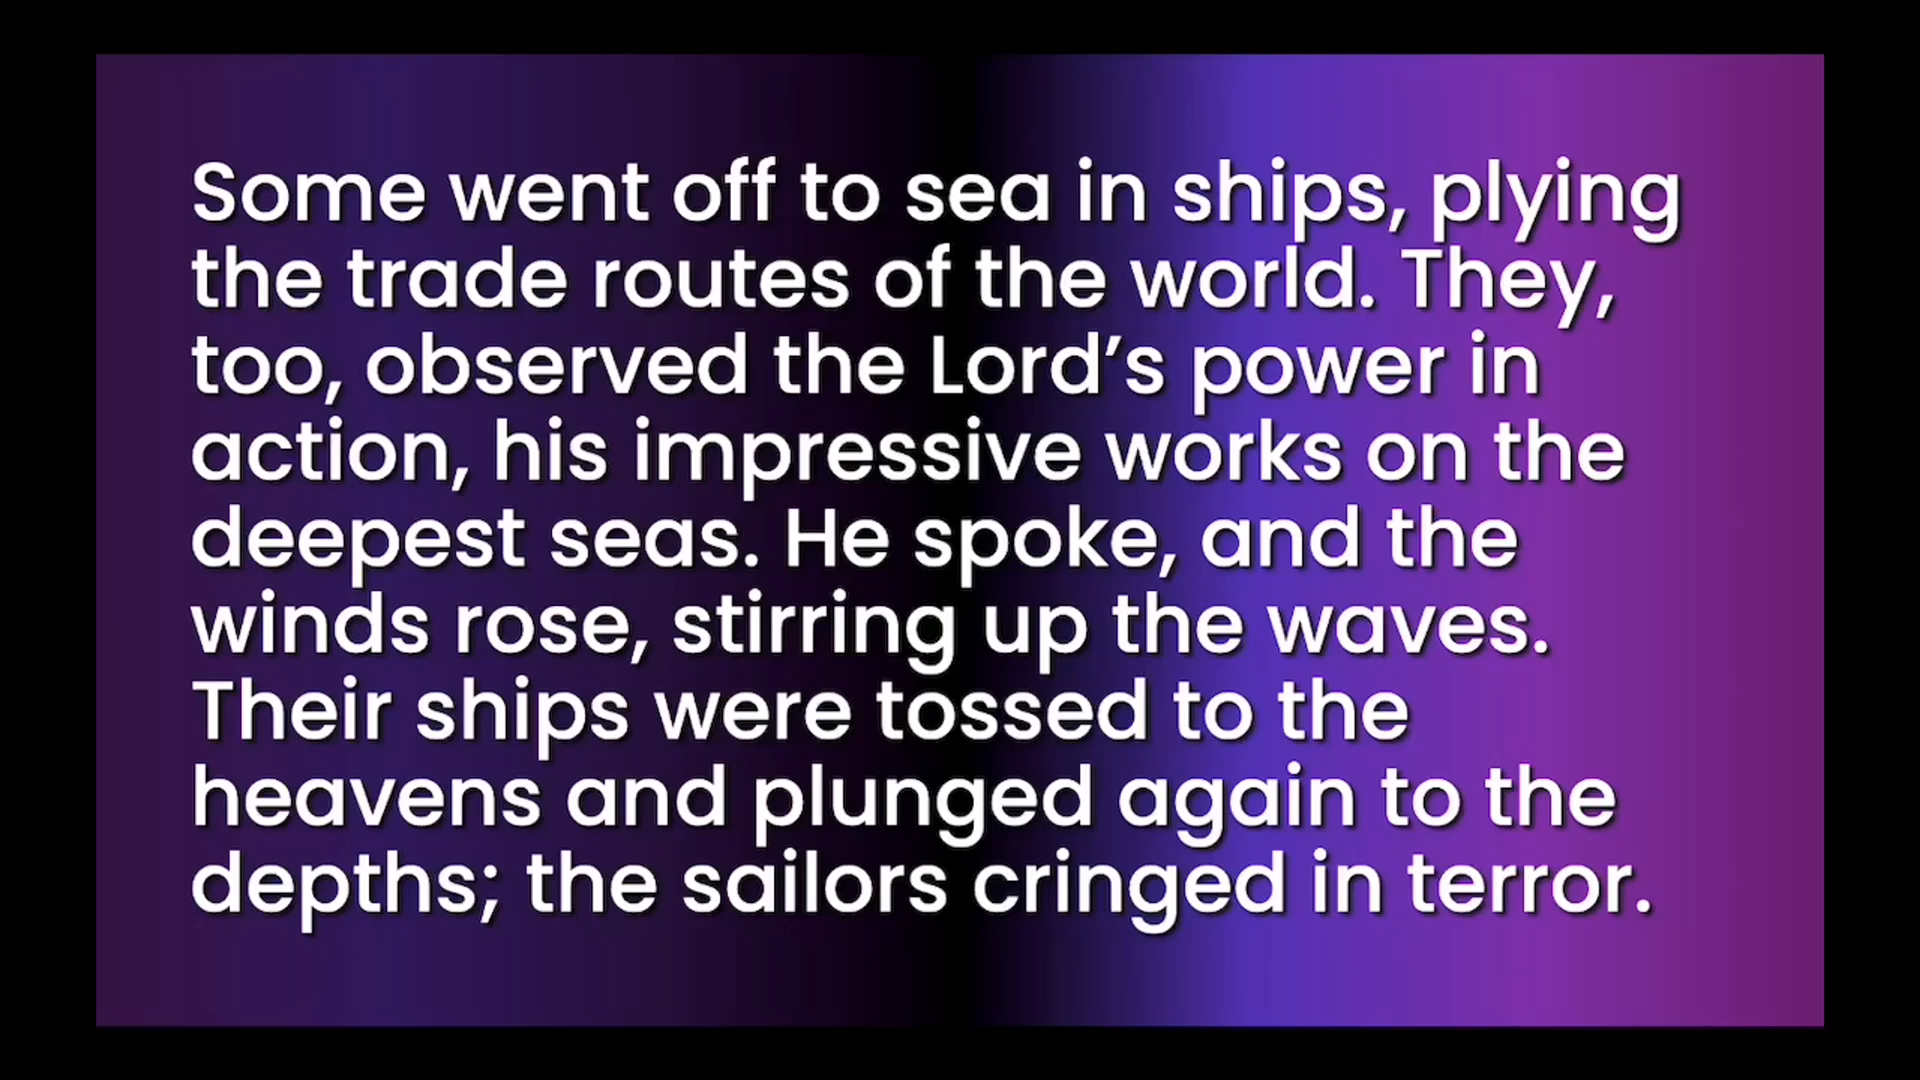 Some went off to sea in ships, plying
the trade routes of the world. They,
too, observed the Lord’s power in
action, his impressive works on the
deepest seas. He spoke, and the
winds rose, stirring up the waves.
Their ships were tossed to the
heavens and plunged again to the
depths; the sailors cringed in terror.